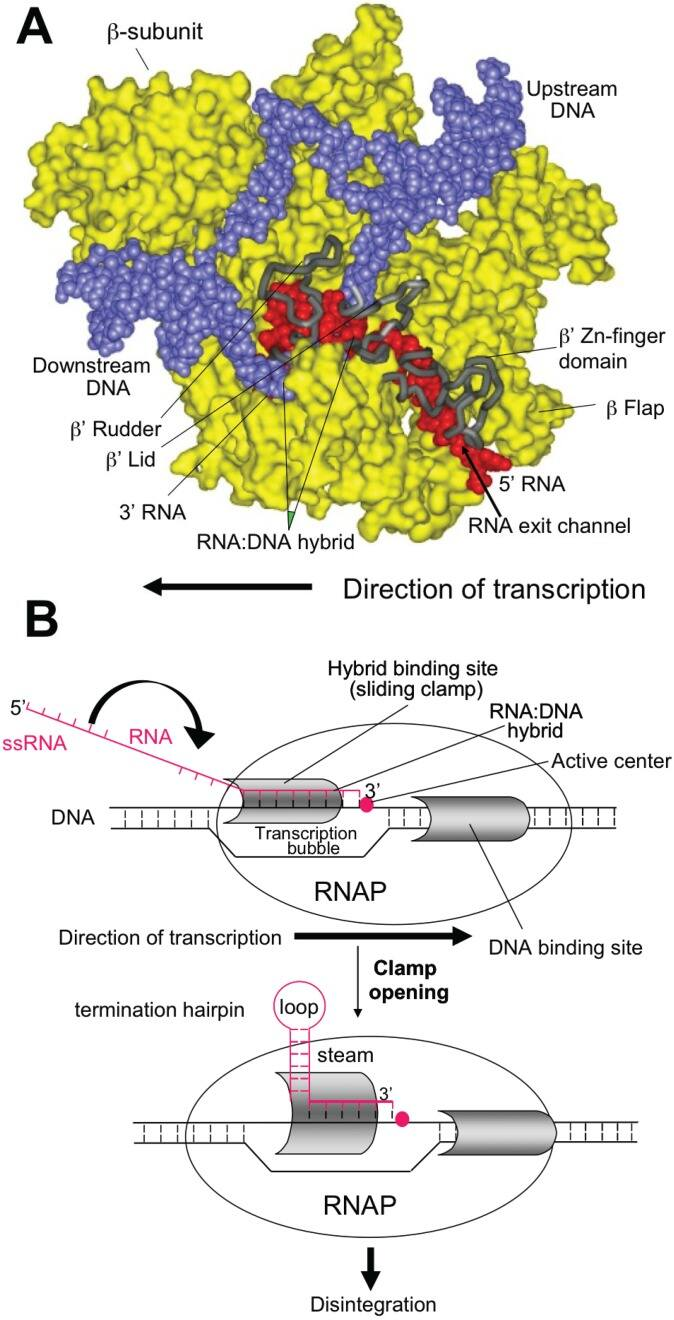 A
β-subunit
Upstream
DNA
Downstream
DNA
β’ Zn-finger
domain
β Flap
β’ Rudder
β’ Lid
3’ RNA
5’ RNA
RNA exit channel
RNA:DNA hybrid
Direction of transcription
B
Hybrid binding site
(sliding clamp)
RNA:DNA
hybrid
5’
ssRNA
RNA
Active center
3’
DNA
Transcription
bubble
RNAP
Direction of transcription
DNA binding site
Clamp
opening
termination hairpin
loop
steam
3’
RNAP
Disintegration